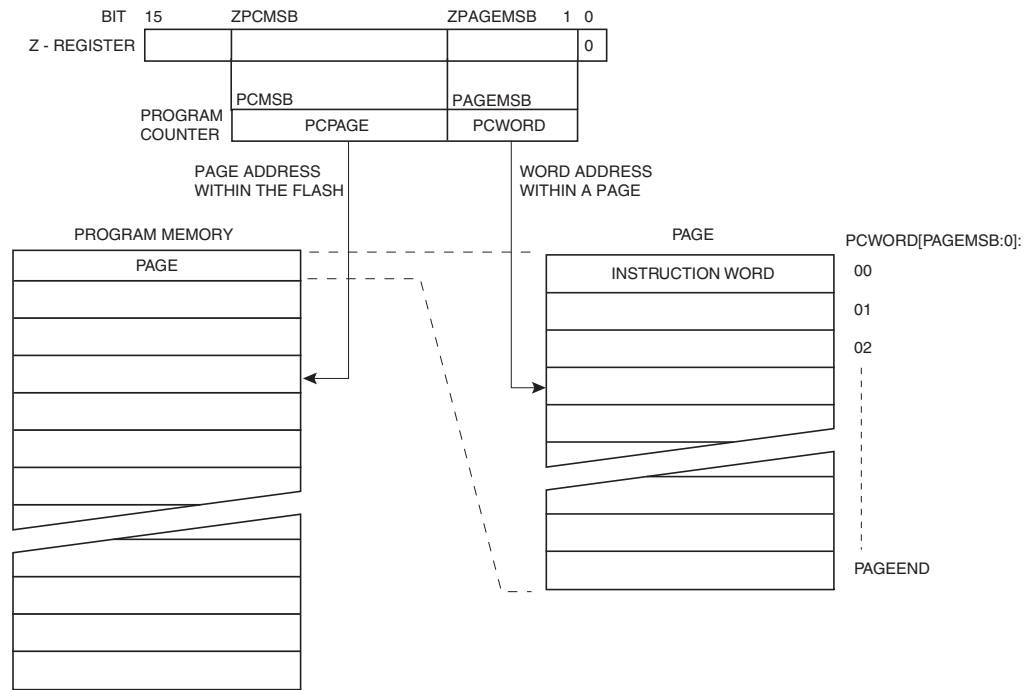 BIT 15 ZPCMSB ZPAGEMSB 1 0
Z - REGISTER 0
PCMSB PAGEMSB
PROGRAM
COUNTER
PCPAGE PCWORD
PAGE ADDRESS
WITHIN THE FLASH
WORD ADDRESS
WITHIN A PAGE
PROGRAM MEMORY
PAGE
PAGE
PCWORD[PAGEMSB:0]:
INSTRUCTION WORD
00
01
02
PAGEEND